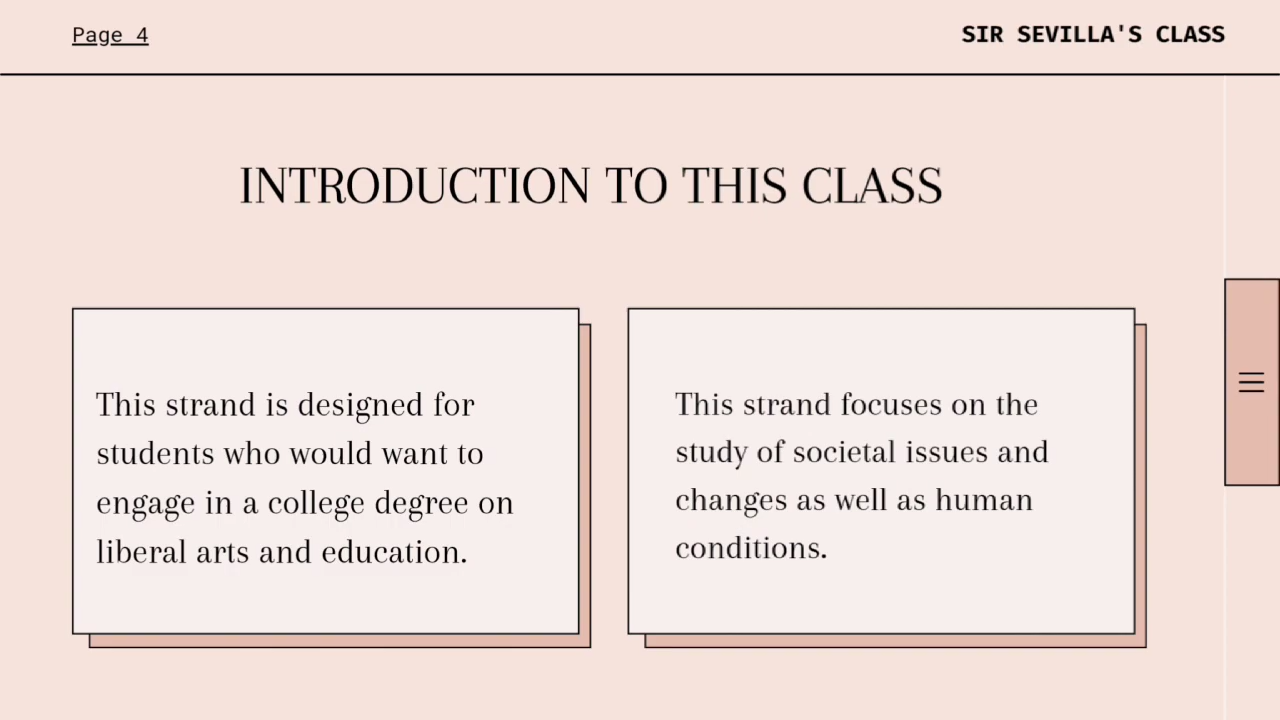 Page 4
SIR SEVILLA'S CLASS
INTRODUCTION TO THIS CLASS
This strand is designed for
students who would want to
engage in a college degree on
liberal arts and education.
This strand focuses on the
study of societal issues and
changes as well as human
conditions.